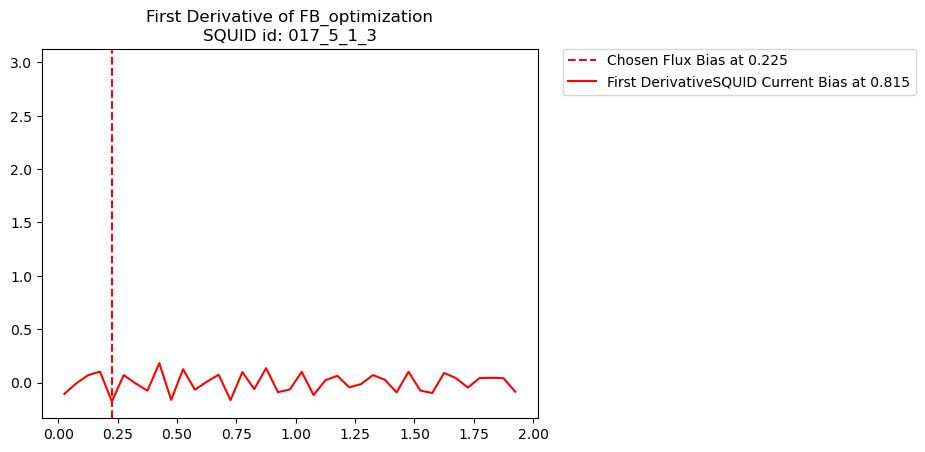 First Derivative of FB_optimization
SQUID id: 017_5_1_3
Chosen Flux Bias at 0.225
First DerivativeSQUID Current Bias at 0.815
3.0
2.5
2.0
1.5
1.0
0.5
0.0
0.00 0.25 0.50 0.75 1.00 1.25 1.50 1.75 2.00